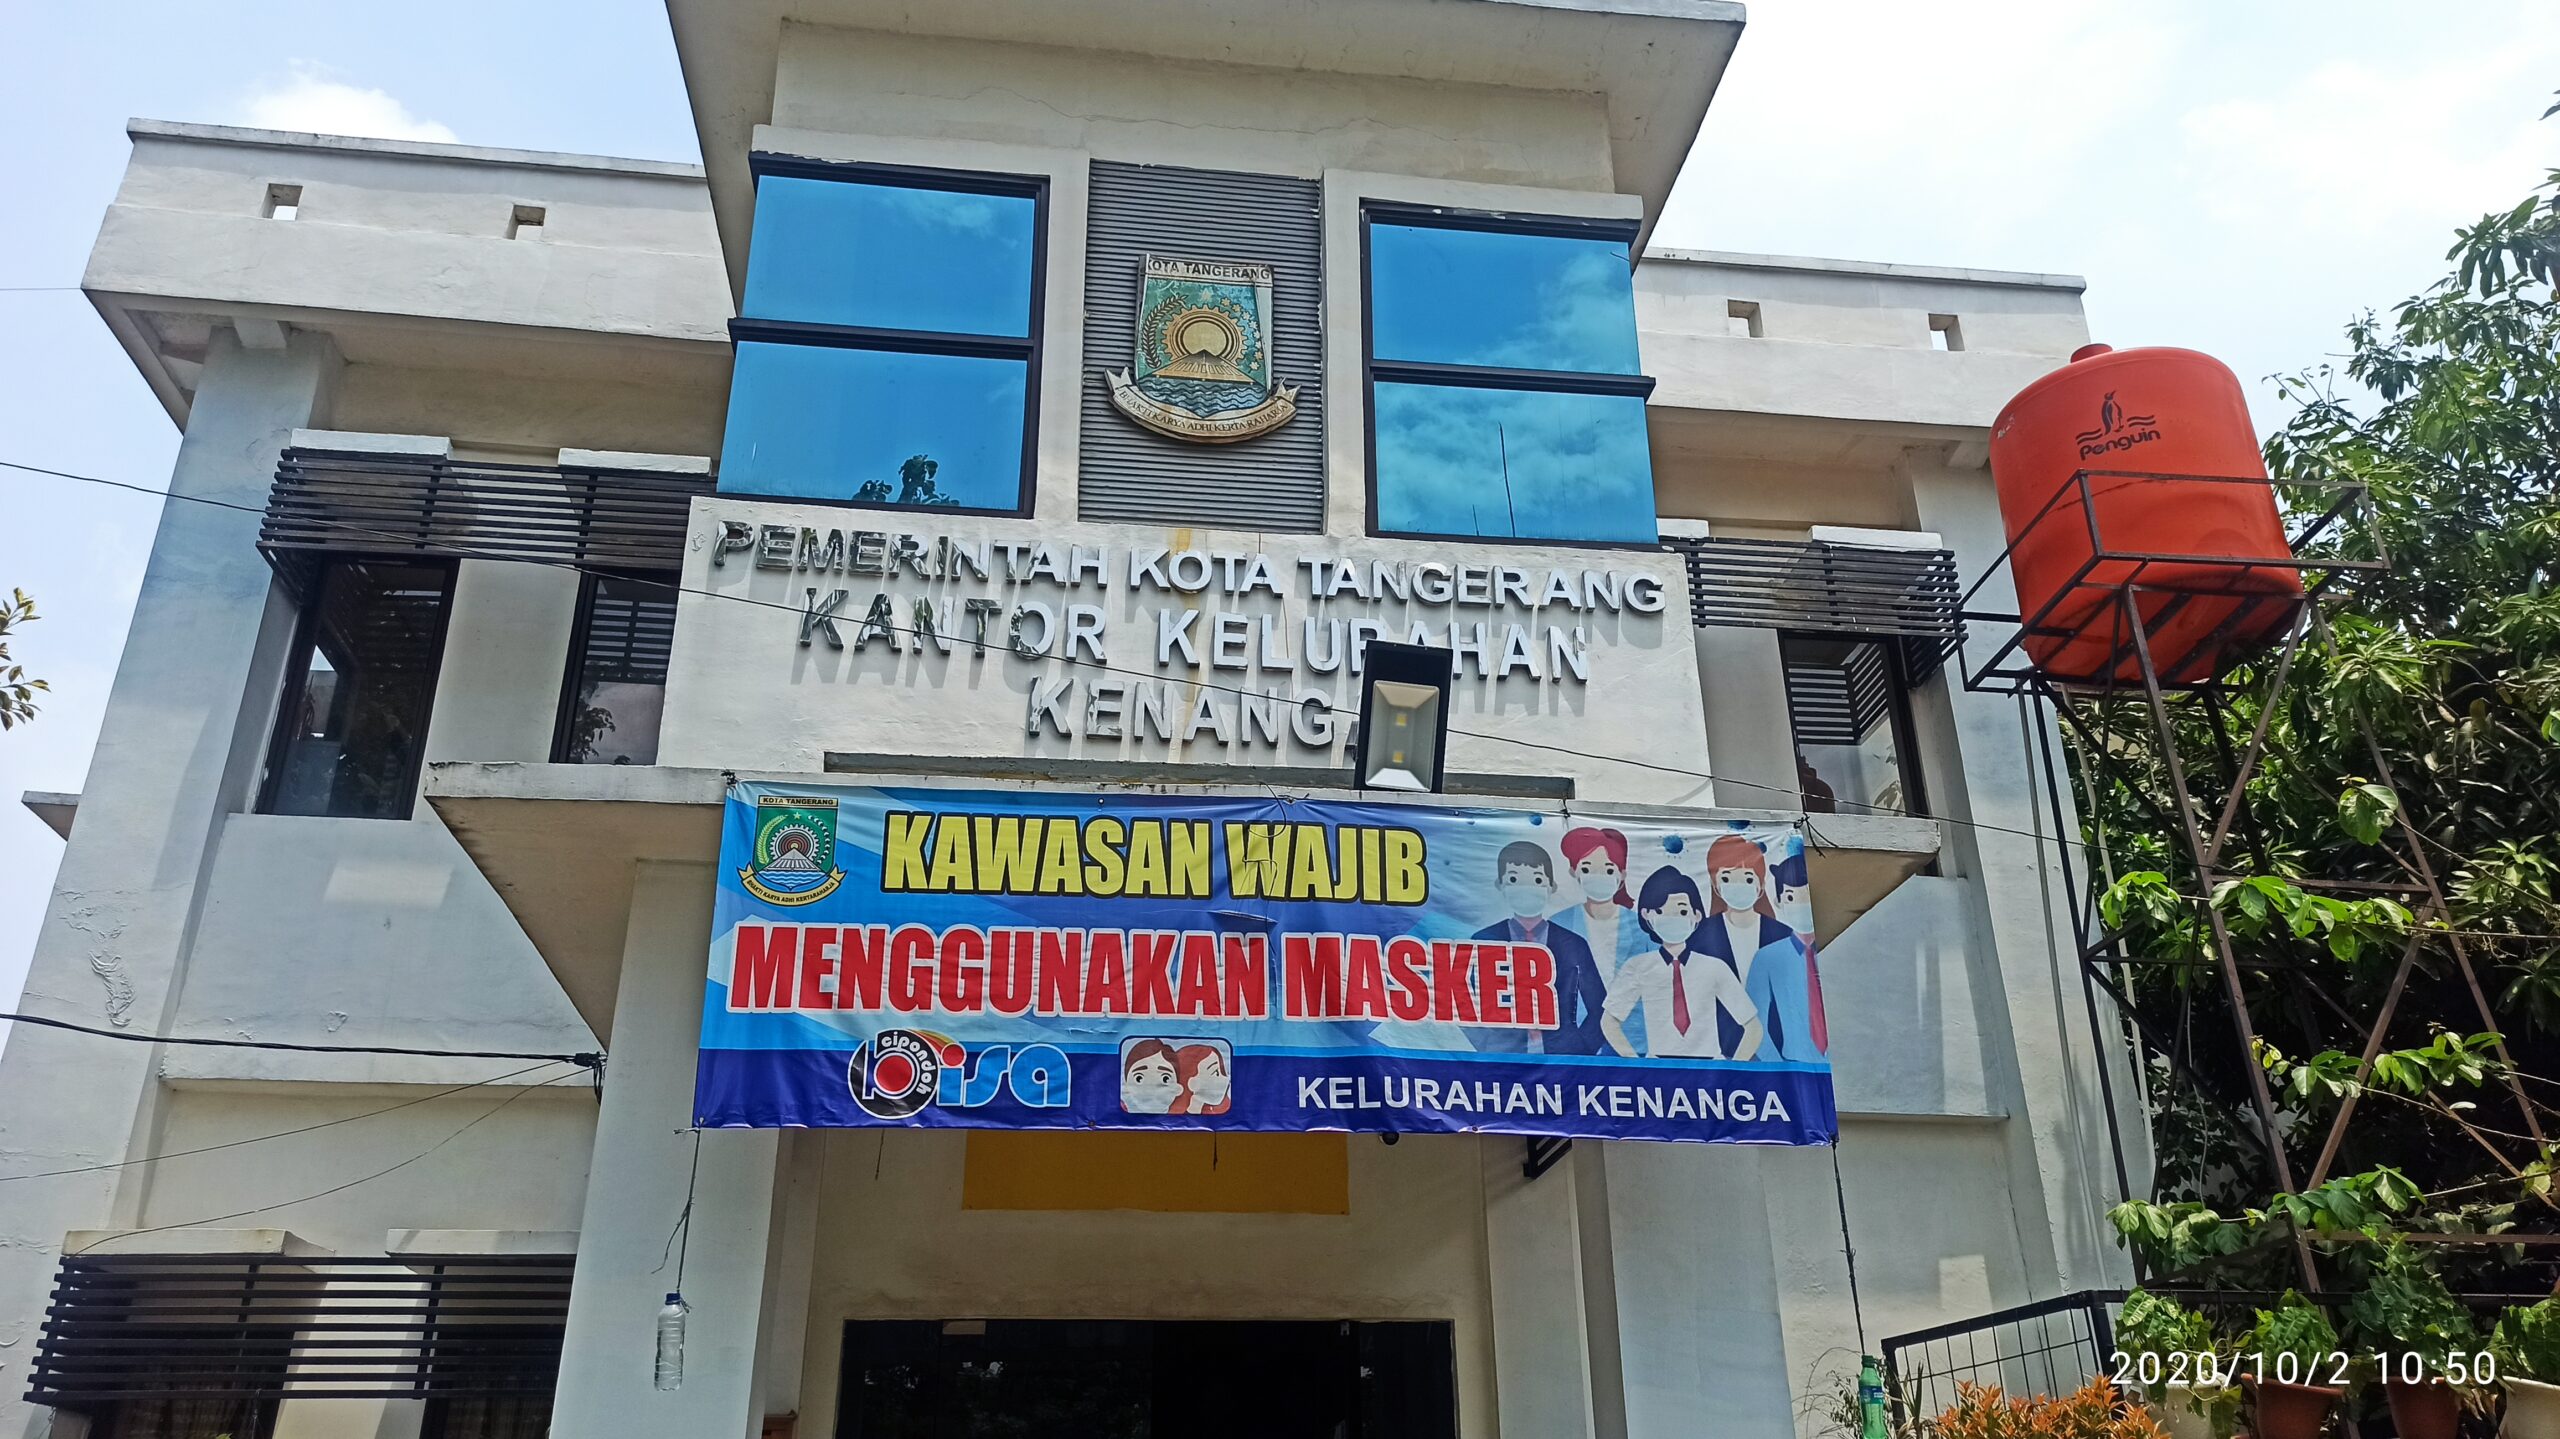 KOTA TANGERANG
BHAKTI KARYA ADHI KERTA RAHARJA
Penguin
PEMERINTAH KOTA TANGERANG
KANTOR KELURAHAN
KENANGA
KOTA TANGERANG
BHAKTI KARYA ADHI KERTARAHARJA
KAWASAN WAJIB
MENGGUNAKAN MASKER
cipondoh
bisa
KELURAHAN KENANGA
2020/10/2 10:50